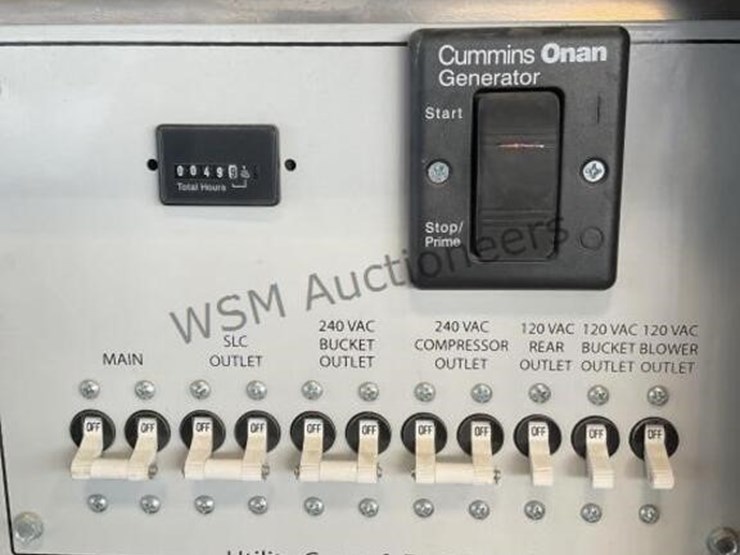 Cummins Onan
Generator
Start
Stop/
Prime
0049
Total Hours
WSM Auctioneers
MAIN
SLC
OUTLET
240 VAC
BUCKET
OUTLET
240 VAC
COMPRESSOR
OUTLET
120 VAC
REAR
OUTLET
120 VAC
BUCKET
OUTLET
120 VAC
BLOWER
OUTLET
OFF OFF OFF OFF OFF OFF OFF OFF OFF OFF OFF